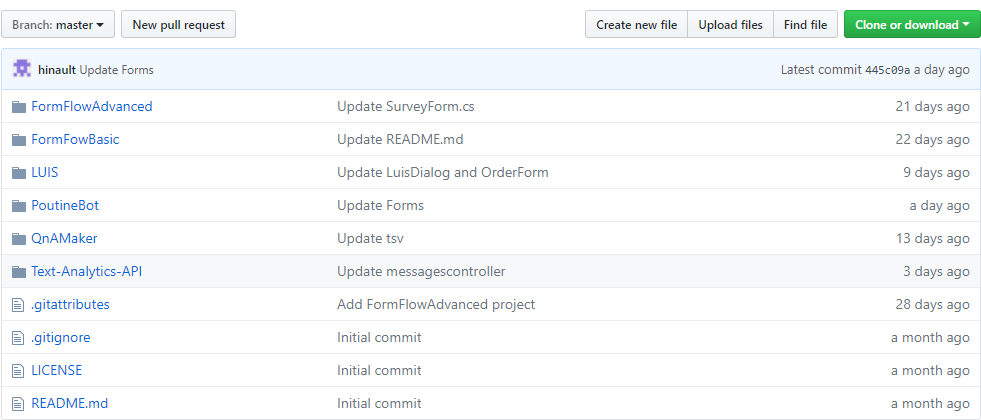 Branch: master New pull request Create new file Upload files Find file Clone or download
hinault Update Forms Latest commit 445c09a a day ago
FormFlowAdvanced Update SurveyForm.cs 21 days ago
FormFowBasic Update README.md 22 days ago
LUIS Update LuisDialog and OrderForm 9 days ago
PoutineBot Update Forms a day ago
QnAMaker Update tsv 13 days ago
Text-Analytics-API Update messagescontroller 3 days ago
.gitattributes Add FormFlowAdvanced project 28 days ago
.gitignore Initial commit a month ago
LICENSE Initial commit a month ago
README.md Initial commit a month ago